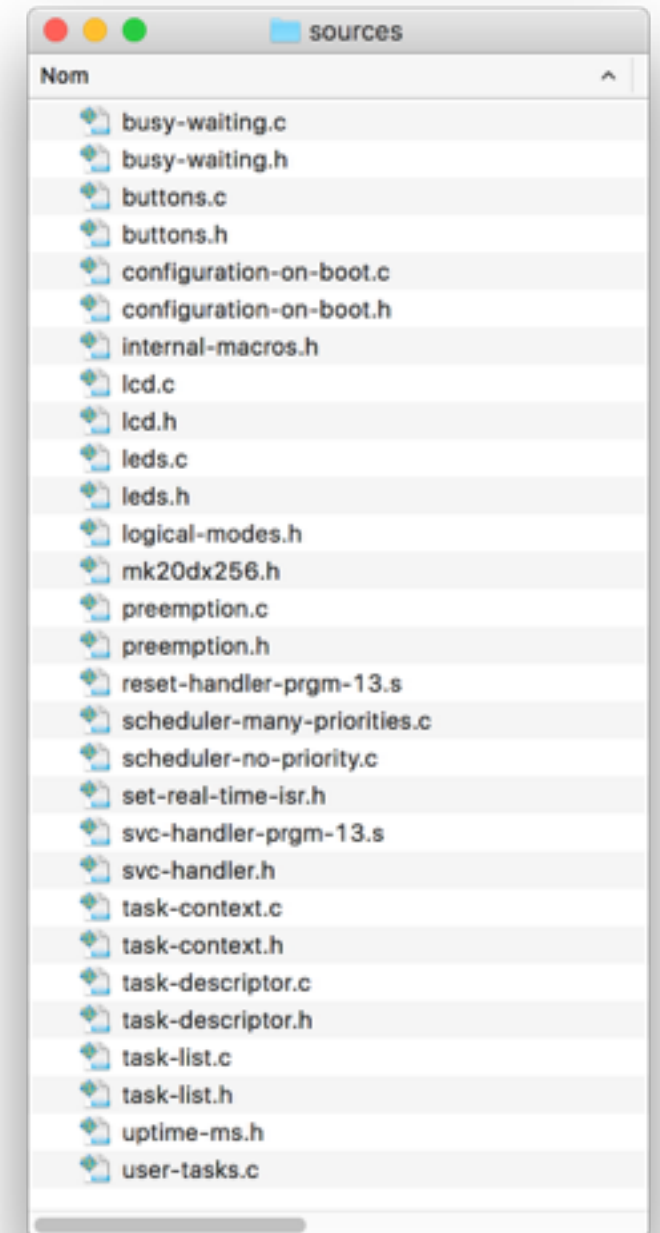 sources
Nom
busy-waiting.c
busy-waiting.h
buttons.c
buttons.h
configuration-on-boot.c
configuration-on-boot.h
internal-macros.h
lcd.c
lcd.h
leds.c
leds.h
logical-modes.h
mk20dx256.h
preemption.c
preemption.h
reset-handler-prgm-13.s
scheduler-many-priorities.c
scheduler-no-priority.c
set-real-time-isr.h
svc-handler-prgm-13.s
svc-handler.h
task-context.c
task-context.h
task-descriptor.c
task-descriptor.h
task-list.c
task-list.h
uptime-ms.h
user-tasks.c